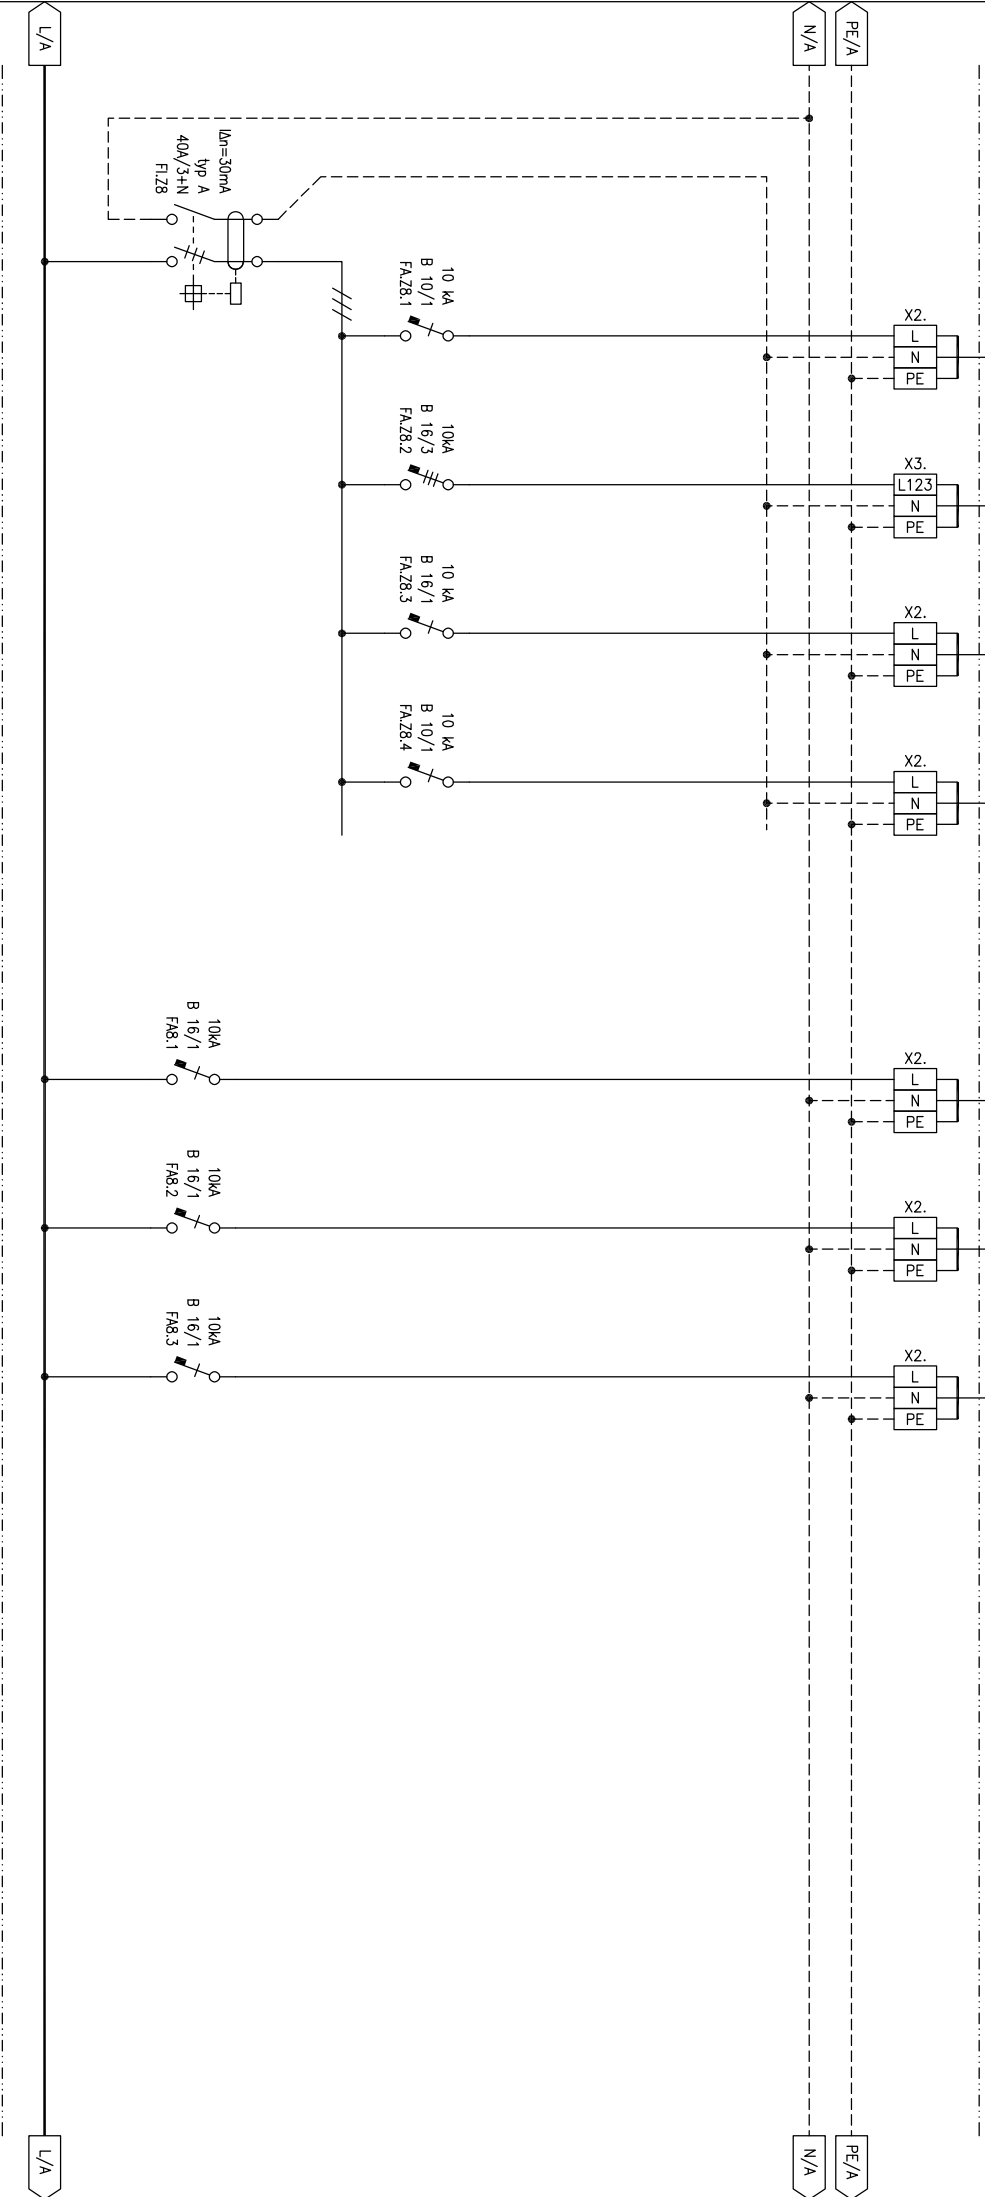 L/A
N/A
PE/A
IΔn=30mA
typ A
40A/3+N
FI.Z8
10 kA
B 10/1
FA.Z8.1
X2.
L
N
PE
10kA
B 16/3
FA.Z8.2
X3.
L123
N
PE
10 kA
B 16/1
FA.Z8.3
X2.
L
N
PE
10 kA
B 10/1
FA.Z8.4
X2.
L
N
PE
10kA
B 16/1
FA8.1
X2.
L
N
PE
10kA
B 16/1
FA8.2
X2.
L
N
PE
10kA
B 16/1
FA8.3
X2.
L
N
PE
L/A
N/A
PE/A